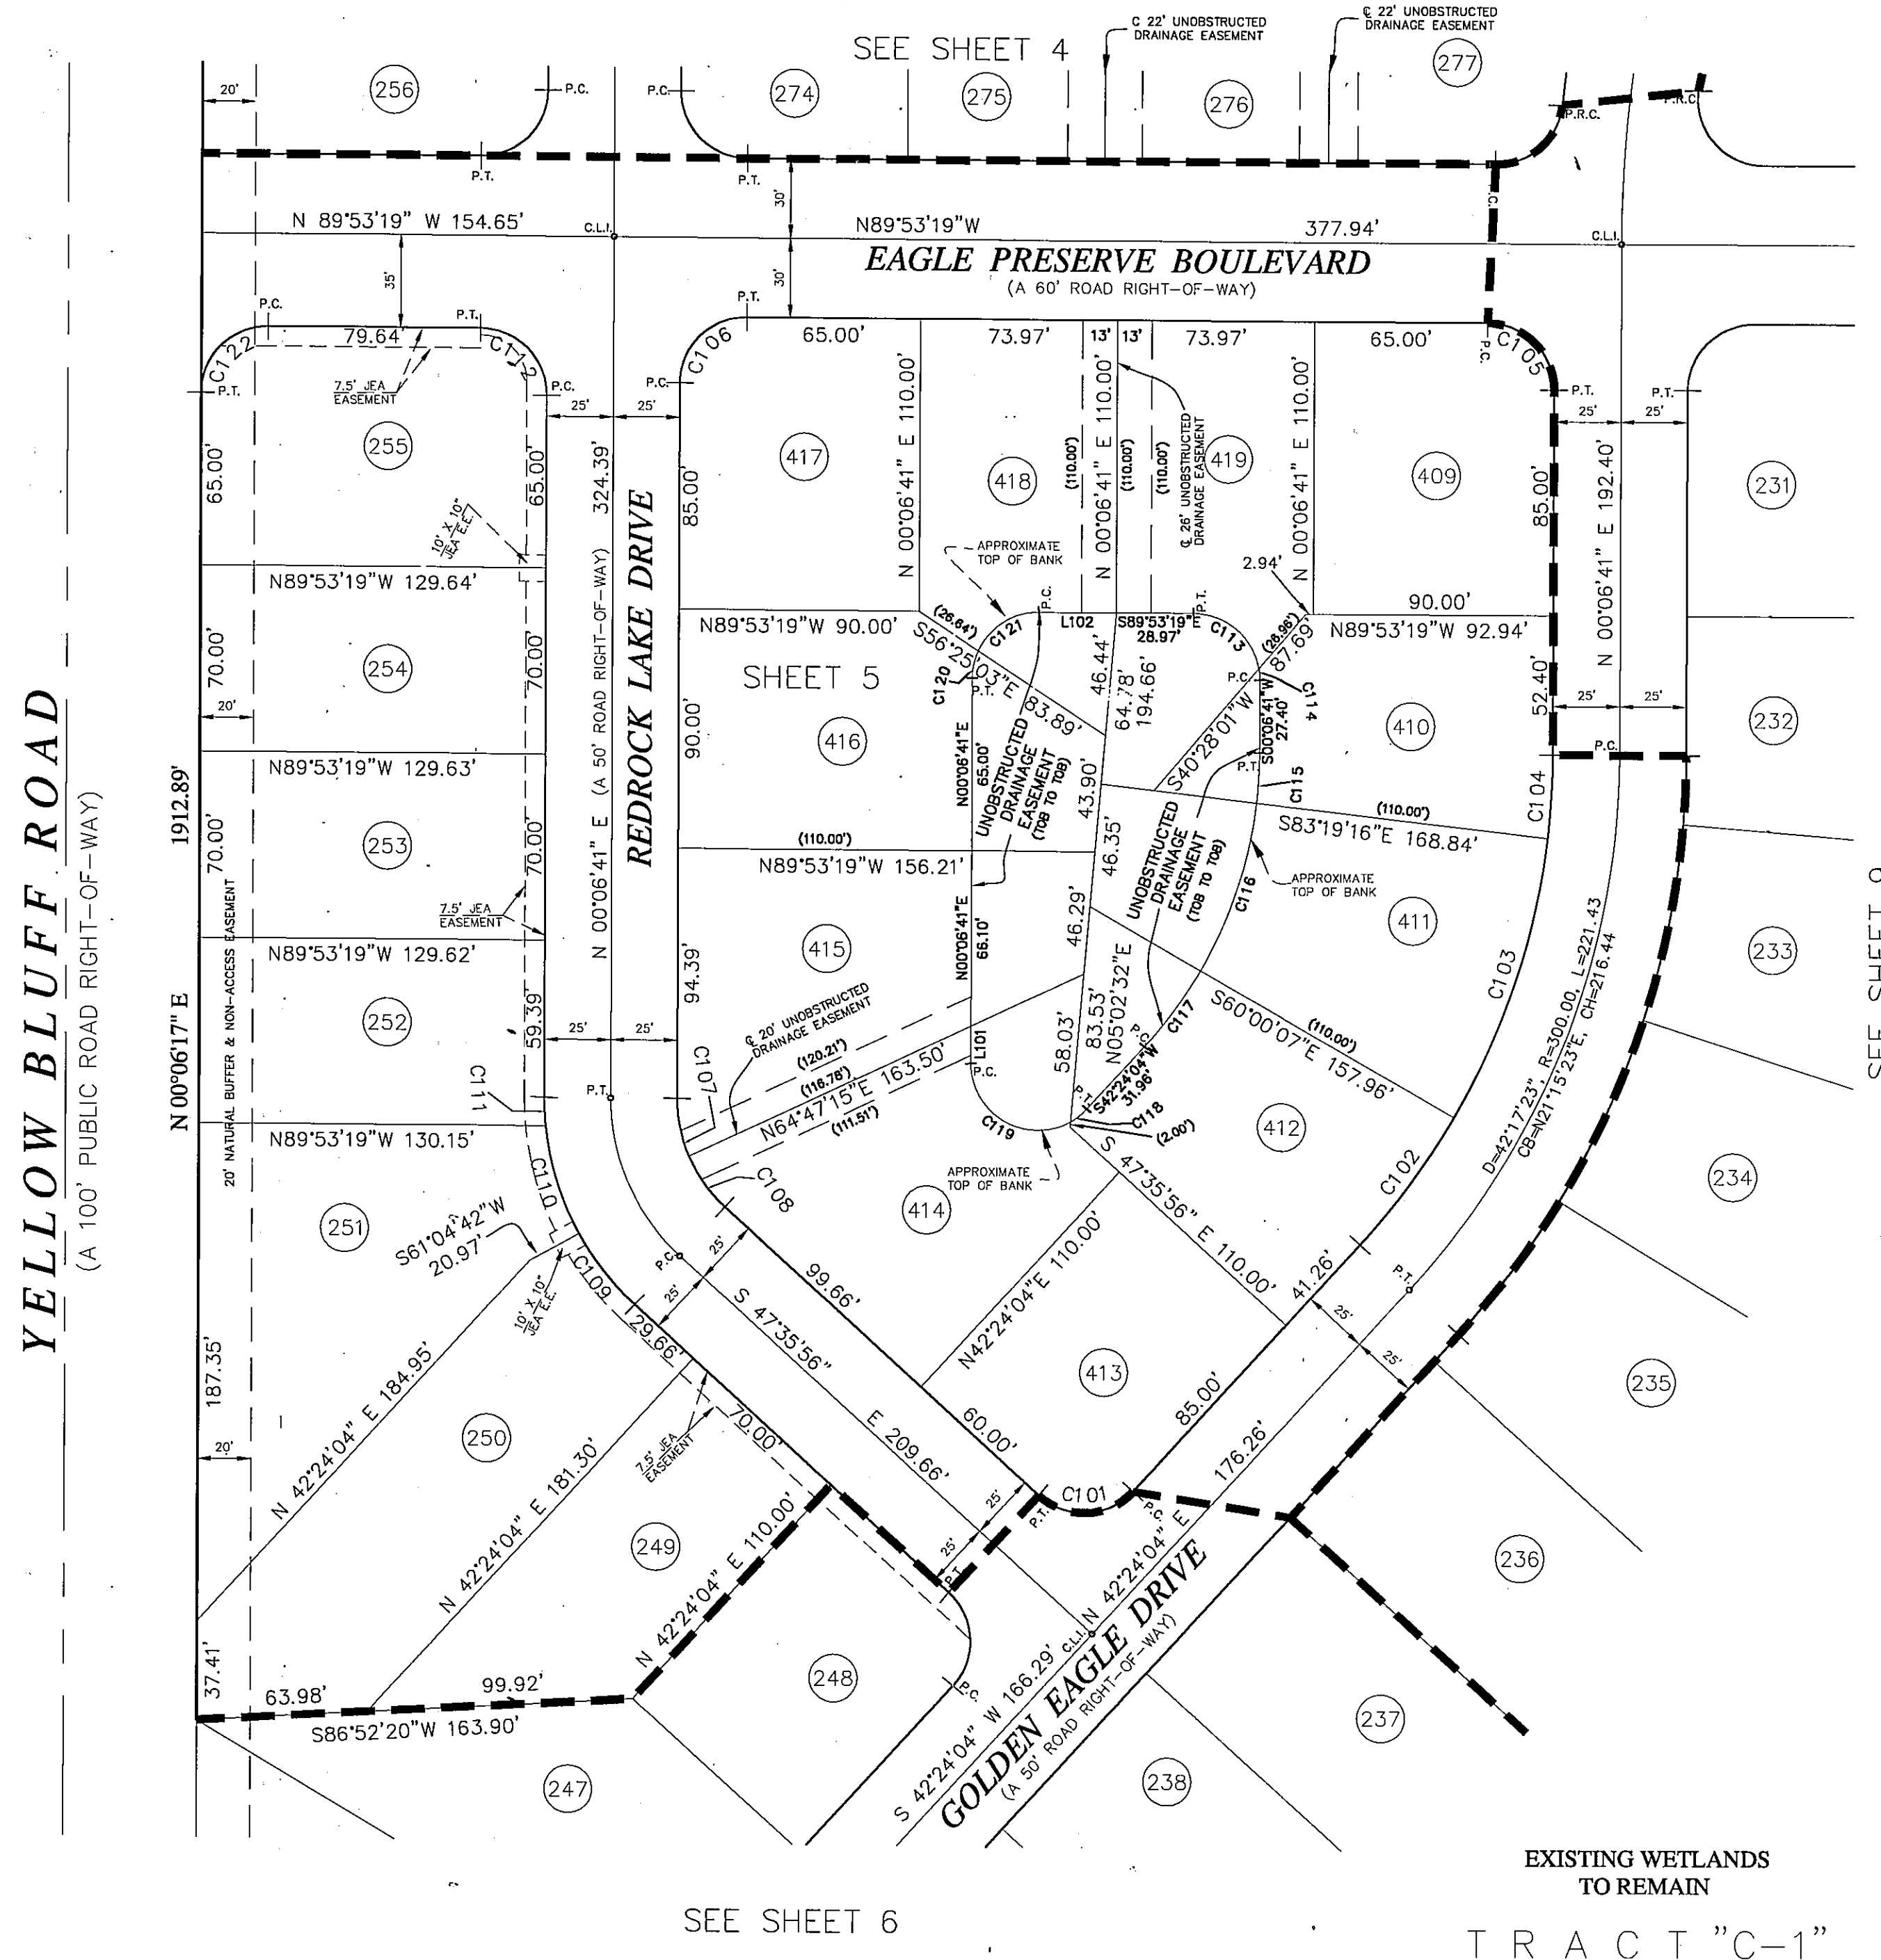 SEE SHEET 4
C 22' UNOBSTRUCTED
DRAINAGE EASEMENT
℄ 22' UNOBSTRUCTED
DRAINAGE EASEMENT
20'
256
P.C.
P.C.
274
275
276
277
P.R.C.
P.R.C.
P.T.
P.T.
P.C.
30'
N 89°53'19" W 154.65'
C.L.I.
N89°53'19"W
377.94'
C.L.I.
EAGLE PRESERVE BOULEVARD
(A 60' ROAD RIGHT-OF-WAY)
35'
30'
P.C.
P.T.
P.T.
79.64'
65.00'
73.97'
13'
13'
73.97'
65.00'
P.C.
C122
C112
C106
C105
P.T.
7.5' JEA
EASEMENT
P.C.
P.C.
P.T.
P.T.
25'
25'
25'
25'
255
417
418
419
409
231
65.00'
65.00'
324.39'
85.00'
N 00°06'41" E 110.00'
(110.00')
N 00°06'41" E 110.00'
(110.00')
(110.00')
℄ 26' UNOBSTRUCTED
DRAINAGE EASEMENT
N 00°06'41" E 110.00'
85.00'
N 00°06'41" E 192.40'
10' X 10'
JEA E.E.
APPROXIMATE
TOP OF BANK
2.94'
90.00'
N89°53'19"W 129.64'
N89°53'19"W 90.00'
(26.64')
C121
P.C.
L102
S89°53'19"E
28.97'
P.T.
C113
(28.96')
87.69'
N89°53'19"W 92.94'
SHEET 5
S56°25'03"E 83.89'
C120
P.T.
46.44'
64.78'
194.66'
P.C.
C114
S40°28'01"W
S00°06'41"W
27.40'
P.T.
C115
70.00'
254
70.00'
20'
REDROCK LAKE DRIVE
(A 50' ROAD RIGHT-OF-WAY)
N 00°06'41" E
90.00'
416
410
52.40'
25'
25'
232
P.C.
C104
N89°53'19"W 129.63'
N00°06'41"E
65.00'
UNOBSTRUCTED
DRAINAGE
EASEMENT
(TOB TO TOB)
43.90'
(110.00')
S83°19'16"E 168.84'
YELLOW BLUFF ROAD
(A 100' PUBLIC ROAD RIGHT-OF-WAY)
1912.89'
N 00°06'17" E
70.00'
253
70.00'
(110.00')
N89°53'19"W 156.21'
46.35'
UNOBSTRUCTED
DRAINAGE
EASEMENT
(TOB TO TOB)
C116
APPROXIMATE
TOP OF BANK
7.5' JEA
EASEMENT
20' NATURAL BUFFER & NON-ACCESS EASEMENT
N89°53'19"W 129.62'
94.39'
415
N00°06'41"E
66.10'
46.29'
411
C103
D=42°17'23", R=300.00, L=221.43
CB=N21°15'23"E, CH=216.44
233
252
59.39'
25'
25'
℄ 20' UNOBSTRUCTED
DRAINAGE EASEMENT
83.53'
N05°02'32"E
58.03'
S60°00'07"E 157.96'
(110.00')
C117
P.C.
L101
P.C.
(120.21')
(116.78')
N64°47'15"E 163.50'
(111.51')
C107
C111
P.T.
P.T.
S42°24'04"W
31.96'
C118
(2.00')
C119
N89°53'19"W 130.15'
412
C102
234
APPROXIMATE
TOP OF BANK
C110
C108
251
414
S 47°35'56" E 110.00'
S61°04'42"W
20.97'
C109
10' X 10'
JEA E.E.
P.C.
25'
25'
99.66'
N42°24'04"E 110.00'
P.T.
41.26'
25'
25'
29.66'
S 47°35'56"
E 209.66'
413
235
187.35'
N 42°24'04" E 184.95'
85.00'
60.00'
20'
250
7.5' JEA
EASEMENT
70.00'
176.26'
N 42°24'04" E 181.30'
25'
C101
P.T.
P.C.
249
N 42°24'04" E 110.00'
25'
P.T.
236
N 42°24'04" E
C.L.I.
37.41'
63.98'
99.92'
S86°52'20"W 163.90'
248
P.C.
S 42°24'04" W 166.29'
GOLDEN EAGLE DRIVE
(A 50' ROAD RIGHT-OF-WAY)
237
247
238
EXISTING WETLANDS
TO REMAIN
SEE SHEET 6
TRACT "C-1"